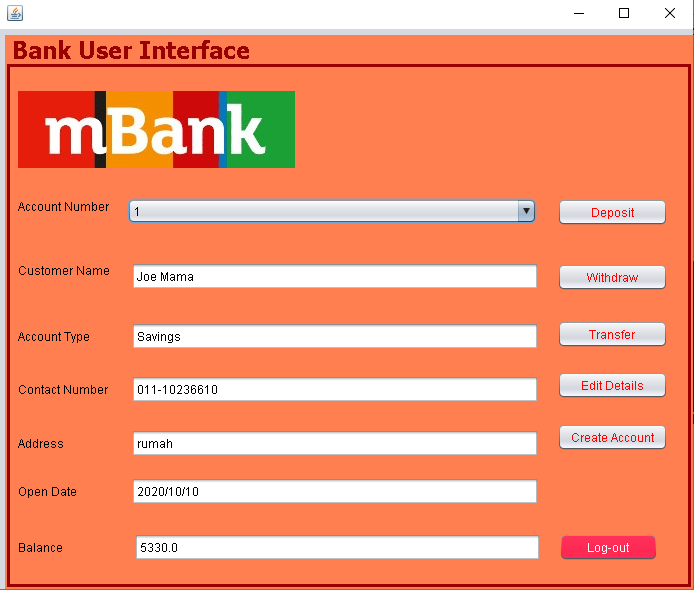 Bank User Interface
mBank
Account Number 1 Deposit
Customer Name Joe Mama Withdraw
Account Type Savings Transfer
Contact Number 011-10236610 Edit Details
Address rumah Create Account
Open Date 2020/10/10
Balance 5330.0 Log-out